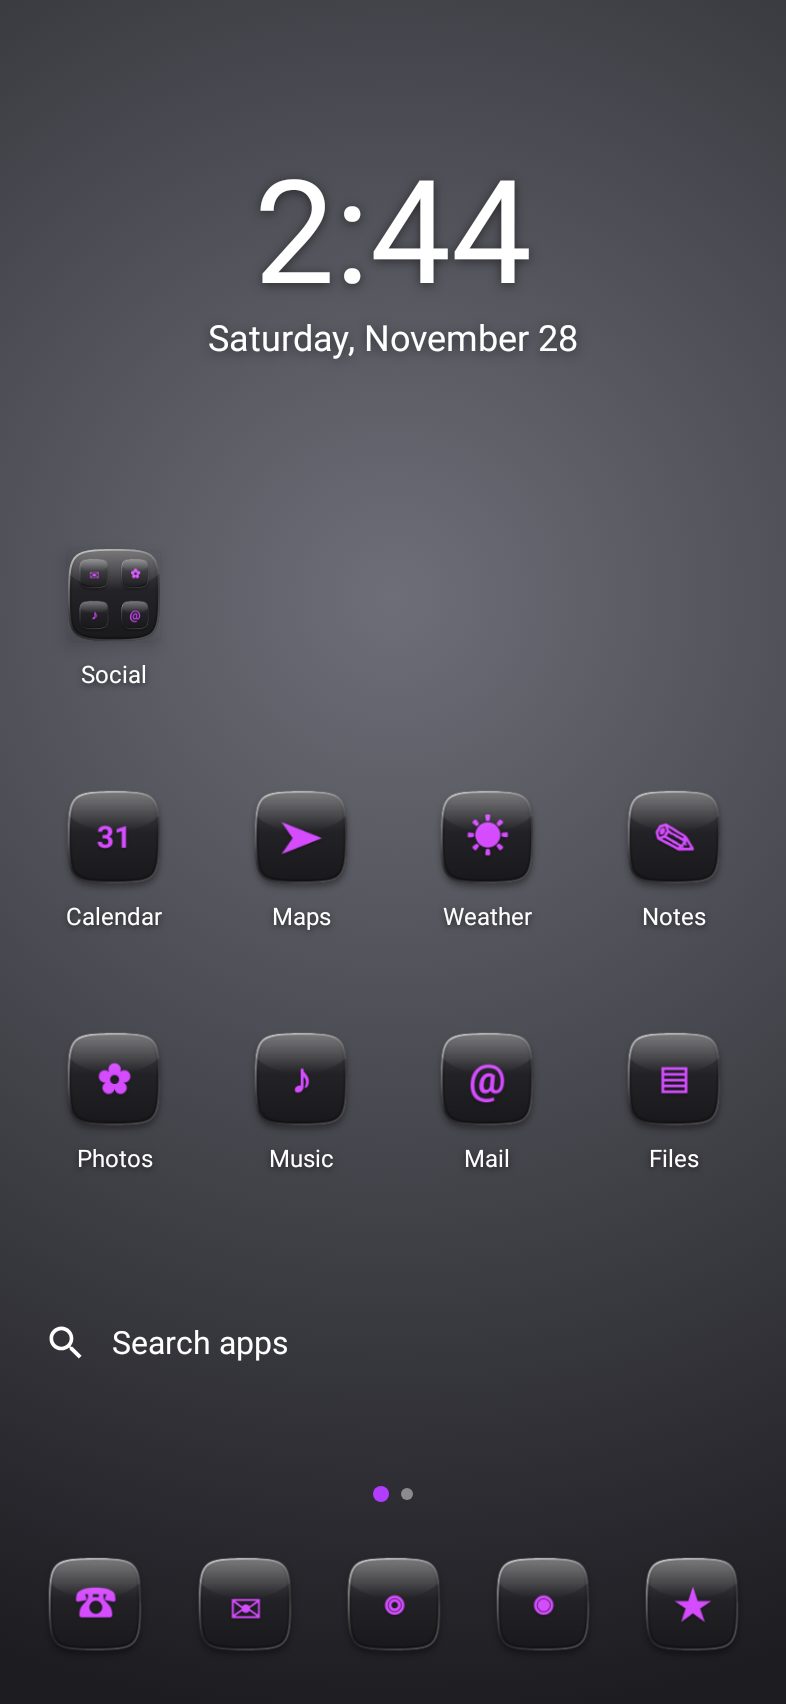 2:44
Saturday, November 28
@
Social
31
Calendar
Maps
Weather
Notes
@
Photos
Music
Mail
Files
Search apps